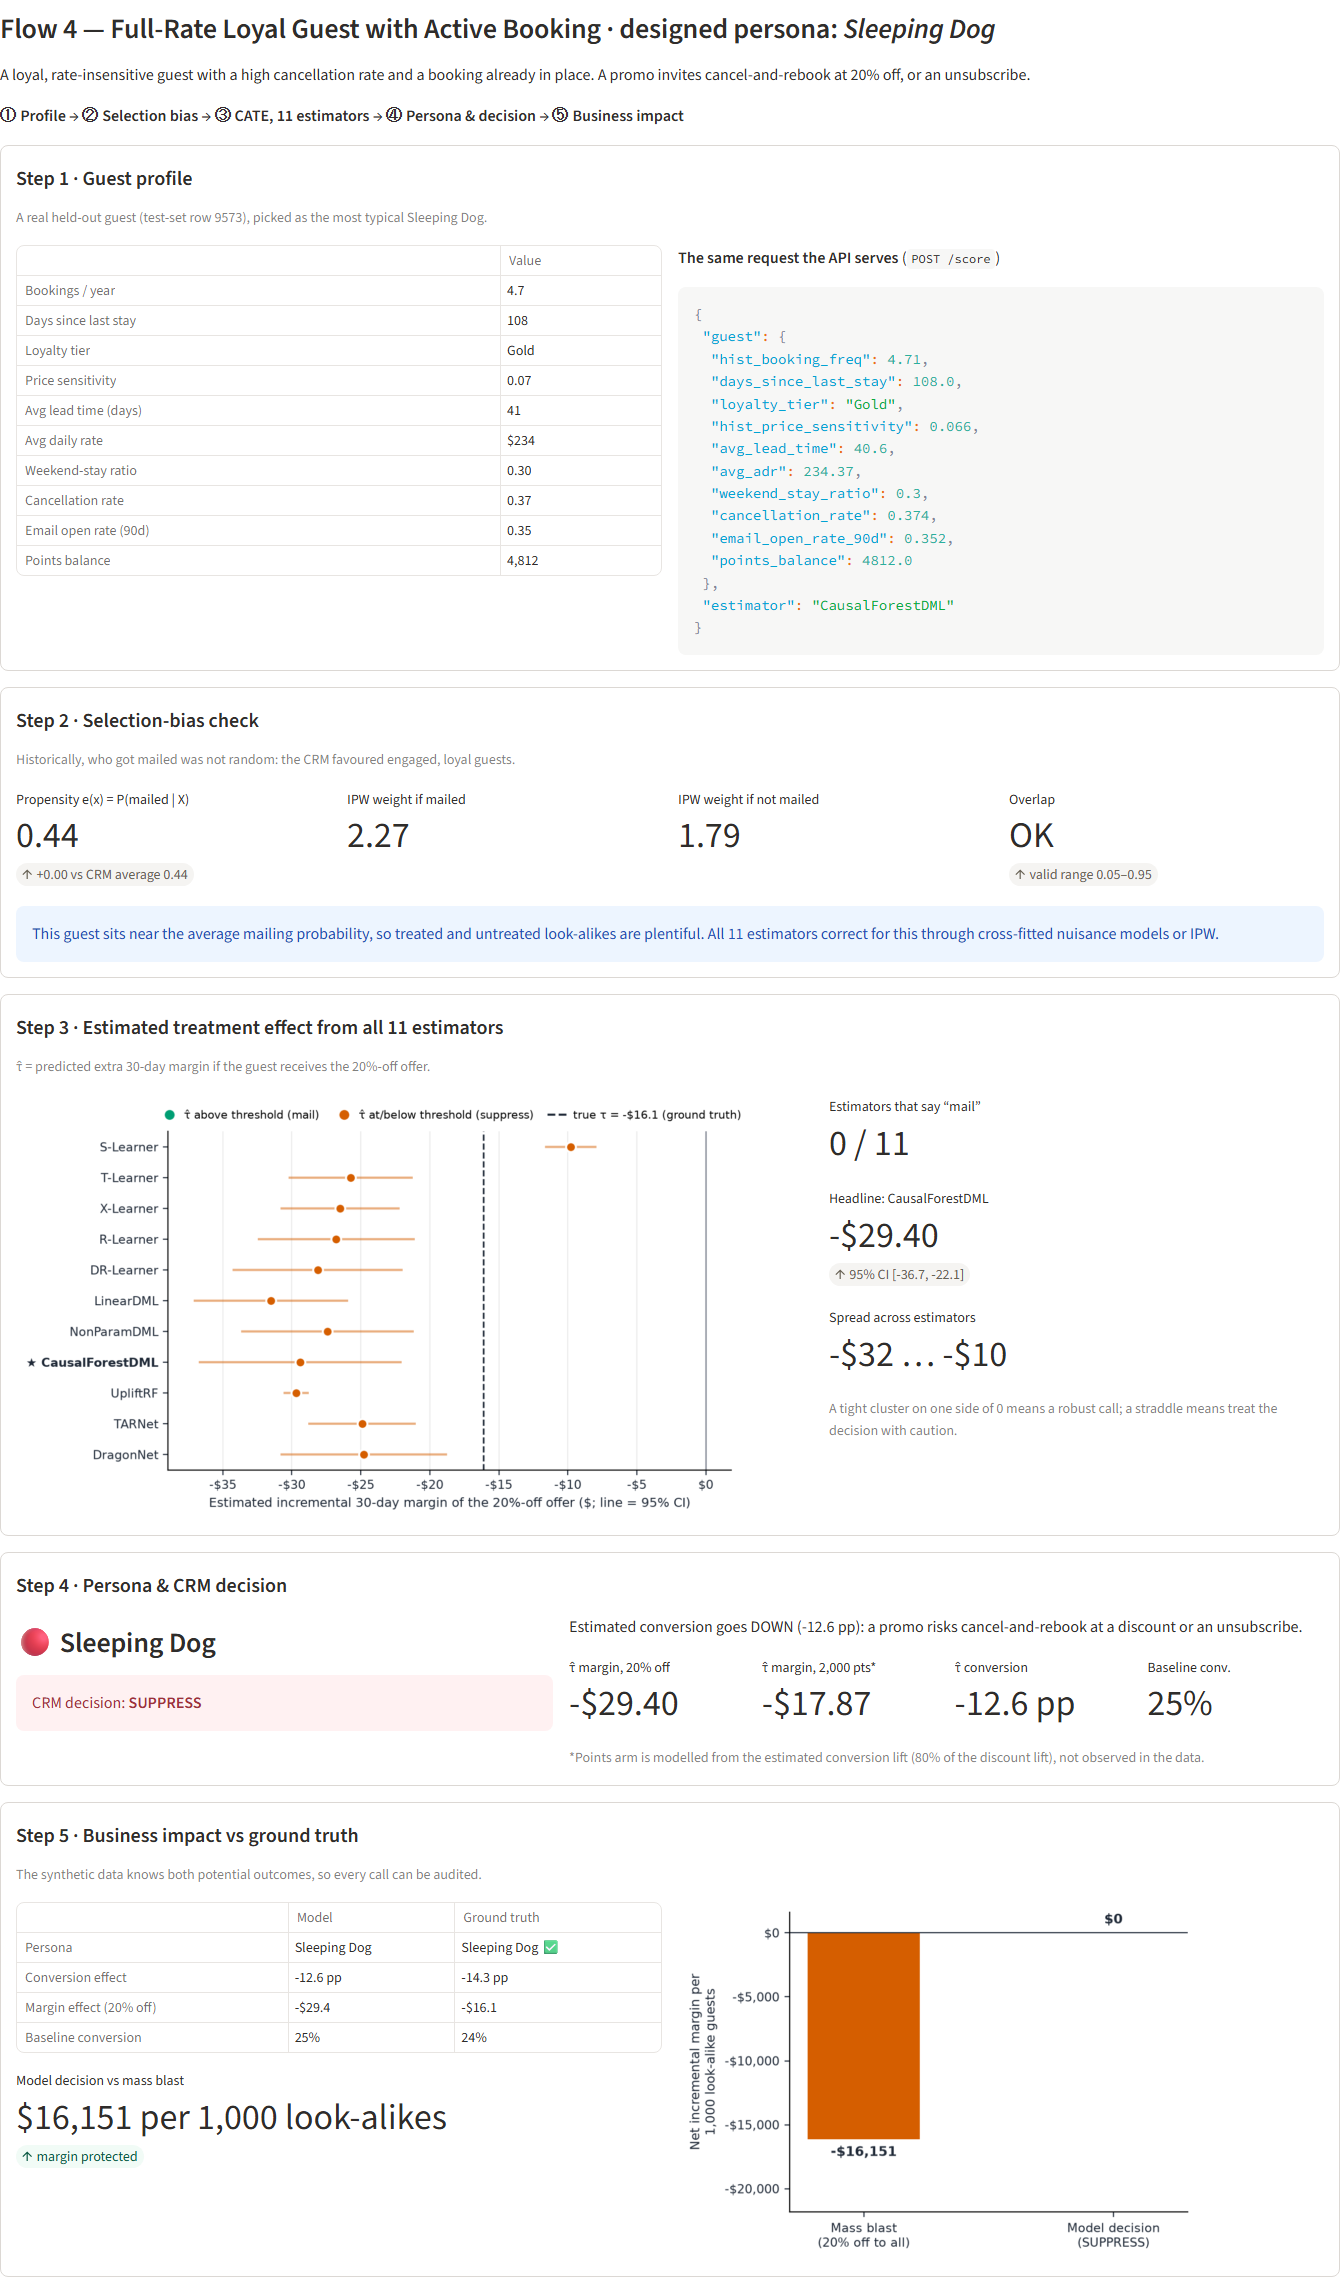 Flow 4 — Full-Rate Loyal Guest with Active Booking · designed persona: Sleeping Dog
A loyal, rate-insensitive guest with a high cancellation rate and a booking already in place. A promo invites cancel-and-rebook at 20% off, or an unsubscribe.
① Profile → ② Selection bias → ③ CATE, 11 estimators → ④ Persona & decision → ⑤ Business impact
Step 1 · Guest profile
A real held-out guest (test-set row 9573), picked as the most typical Sleeping Dog.
Value
Bookings / year 4.7
Days since last stay 108
Loyalty tier Gold
Price sensitivity 0.07
Avg lead time (days) 41
Avg daily rate $234
Weekend-stay ratio 0.30
Cancellation rate 0.37
Email open rate (90d) 0.35
Points balance 4,812
The same request the API serves ( POST /score )
{
"guest": {
"hist_booking_freq": 4.71,
"days_since_last_stay": 108.0,
"loyalty_tier": "Gold",
"hist_price_sensitivity": 0.066,
"avg_lead_time": 40.6,
"avg_adr": 234.37,
"weekend_stay_ratio": 0.3,
"cancellation_rate": 0.374,
"email_open_rate_90d": 0.352,
"points_balance": 4812.0
},
"estimator": "CausalForestDML"
}
Step 2 · Selection-bias check
Historically, who got mailed was not random: the CRM favoured engaged, loyal guests.
Propensity e(x) = P(mailed | X)
0.44
↑ +0.00 vs CRM average 0.44
IPW weight if mailed
2.27
IPW weight if not mailed
1.79
Overlap
OK
↑ valid range 0.05–0.95
This guest sits near the average mailing probability, so treated and untreated look-alikes are plentiful. All 11 estimators correct for this through cross-fitted nuisance models or IPW.
Step 3 · Estimated treatment effect from all 11 estimators
τ̂ = predicted extra 30-day margin if the guest receives the 20%-off offer.
τ̂ above threshold (mail) τ̂ at/below threshold (suppress) true τ = -$16.1 (ground truth)
S-Learner
T-Learner
X-Learner
R-Learner
DR-Learner
LinearDML
NonParamDML
★ CausalForestDML
UpliftRF
TARNet
DragonNet
-$35 -$30 -$25 -$20 -$15 -$10 -$5 $0
Estimated incremental 30-day margin of the 20%-off offer ($; line = 95% CI)
Estimators that say “mail”
0 / 11
Headline: CausalForestDML
-$29.40
↑ 95% CI [-36.7, -22.1]
Spread across estimators
-$32 … -$10
A tight cluster on one side of 0 means a robust call; a straddle means treat the
decision with caution.
Step 4 · Persona & CRM decision
Sleeping Dog
CRM decision: SUPPRESS
Estimated conversion goes DOWN (-12.6 pp): a promo risks cancel-and-rebook at a discount or an unsubscribe.
τ̂ margin, 20% off
-$29.40
τ̂ margin, 2,000 pts*
-$17.87
τ̂ conversion
-12.6 pp
Baseline conv.
25%
*Points arm is modelled from the estimated conversion lift (80% of the discount lift), not observed in the data.
Step 5 · Business impact vs ground truth
The synthetic data knows both potential outcomes, so every call can be audited.
Model Ground truth
Persona Sleeping Dog Sleeping Dog ✅
Conversion effect -12.6 pp -14.3 pp
Margin effect (20% off) -$29.4 -$16.1
Baseline conversion 25% 24%
Model decision vs mass blast
$16,151 per 1,000 look-alikes
↑ margin protected
Net incremental margin per
1,000 look-alike guests
$0
-$5,000
-$10,000
-$15,000
-$20,000
-$16,151
$0
Mass blast
(20% off to all)
Model decision
(SUPPRESS)